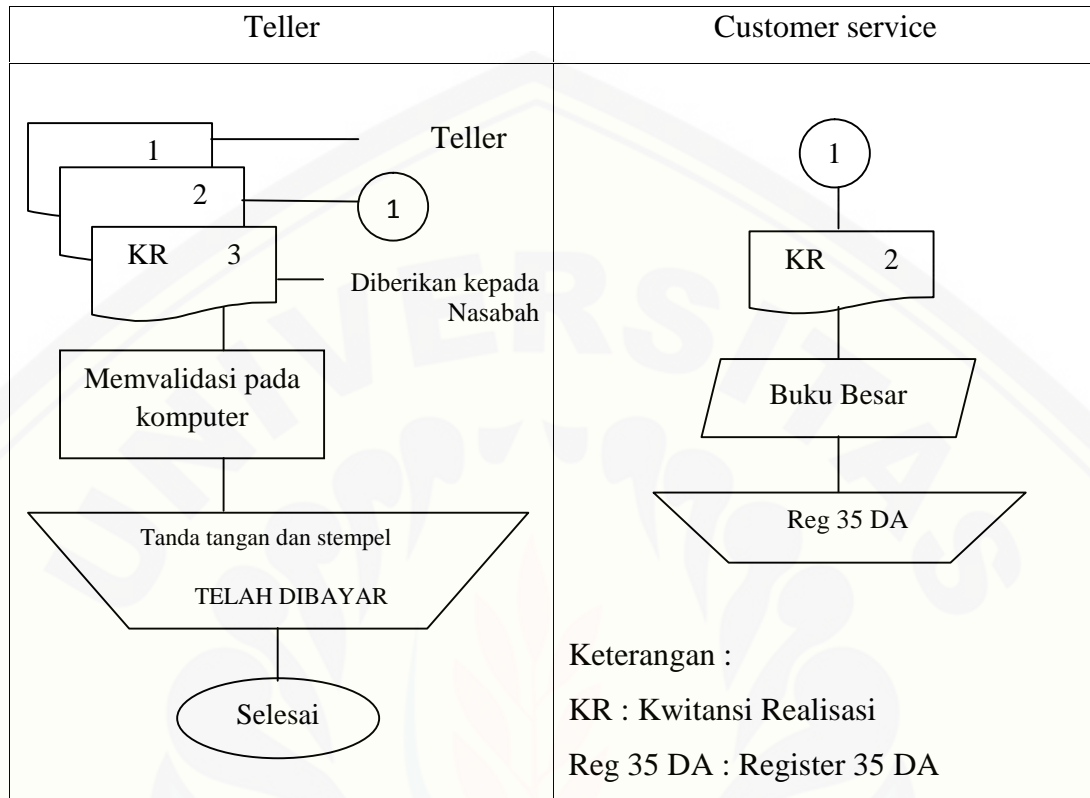 Teller
Customer service
1
Teller
2
1
KR 3
Diberikan kepada
Nasabah
Memvalidasi pada
komputer
Tanda tangan dan stempel
TELAH DIBAYAR
Selesai
1
KR 2
Buku Besar
Reg 35 DA
Keterangan :
KR : Kwitansi Realisasi
Reg 35 DA : Register 35 DA
UNIVERSITAS